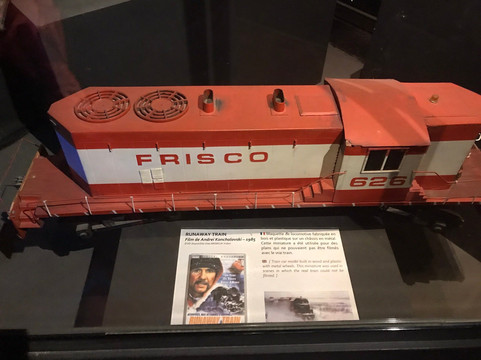 FRISCO
626
RUNAWAY TRAIN
Film de Andrei Konchalovski - 1985
Maquette de locomotive fabriquée en
bois et plastique sur un châssis en métal.
Cette miniature a été utilisée pour des
plans qui ne pouvaient pas être filmés
avec le vrai train.
[ Train car model built in wood and plastic
with metal wheels. This miniature was used in
scenes in which the real train could not be
filmed. ]
RUNAWAY TRAIN